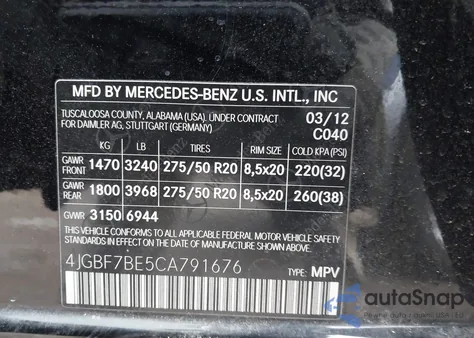 MFD BY MERCEDES-BENZ U.S. INTL., INC
TUSCALOOSA COUNTY, ALABAMA (USA). UNDER CONTRACT 03/12
FOR DAIMLER AG, STUTTGART (GERMANY) C040
KG LB TIRES RIM SIZE COLD KPA (PSI)
GAWR FRONT 1470 3240 275/50 R20 8,5x20 220(32)
GAWR REAR 1800 3968 275/50 R20 8,5x20 260(38)
GVWR 3150 6944
THIS VEHICLE CONFORMS TO ALL APPLICABLE FEDERAL MOTOR VEHICLE SAFETY
STANDARDS IN EFFECT ON THE DATE OF MANUFACTURE SHOWN ABOVE.
4JGBF7BE5CA791676 TYPE: MPV
autoSnap